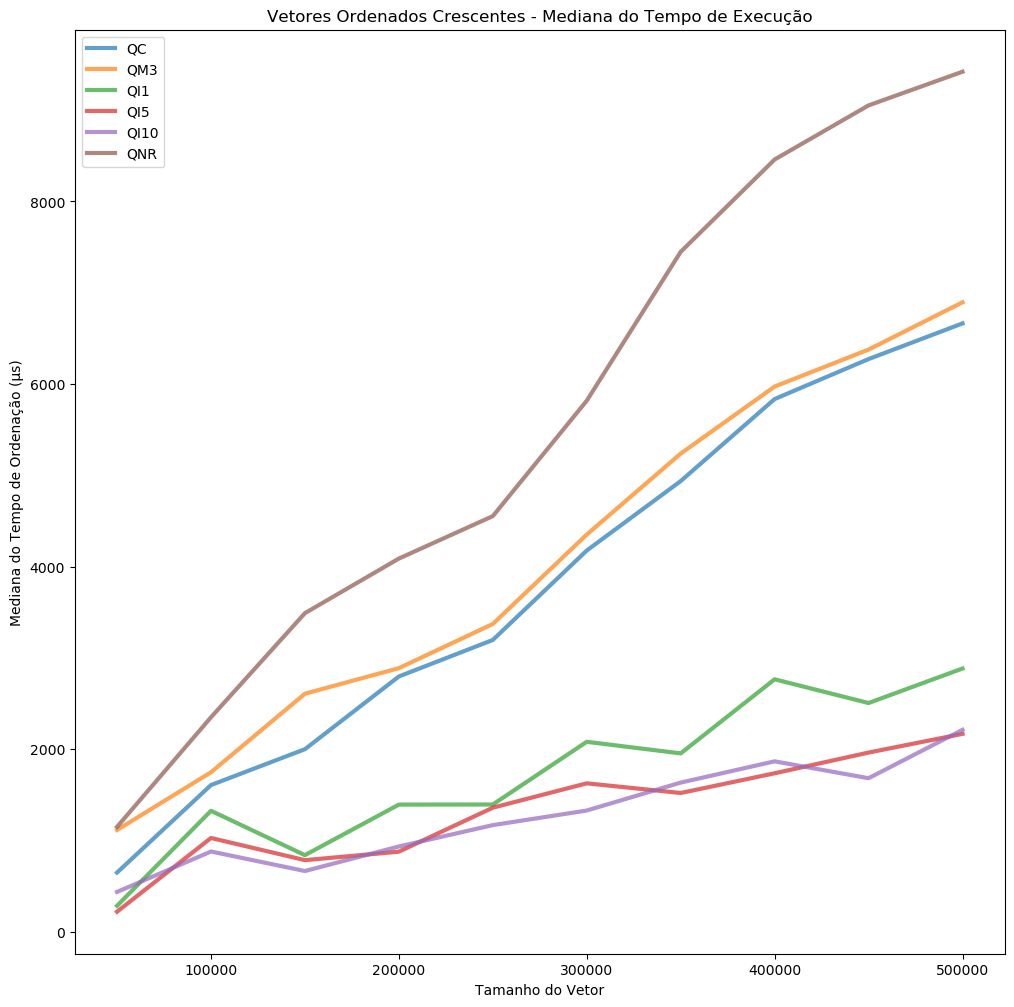 Vetores Ordenados Crescentes - Mediana do Tempo de Execução
QC
QM3
QI1
QI5
QI10
QNR
Mediana do Tempo de Ordenação (µs)
8000
6000
4000
2000
0
100000
200000
300000
400000
500000
Tamanho do Vetor